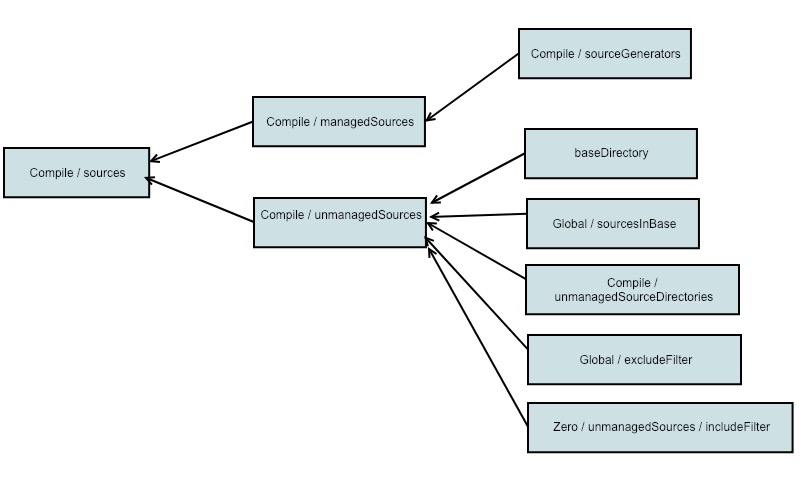 Compile / sourceGenerators
Compile / managedSources
baseDirectory
Compile / sources
Compile / unmanagedSources
Global / sourcesInBase
Compile /
unmanagedSourceDirectories
Global / excludeFilter
Zero / unmanagedSources / includeFilter